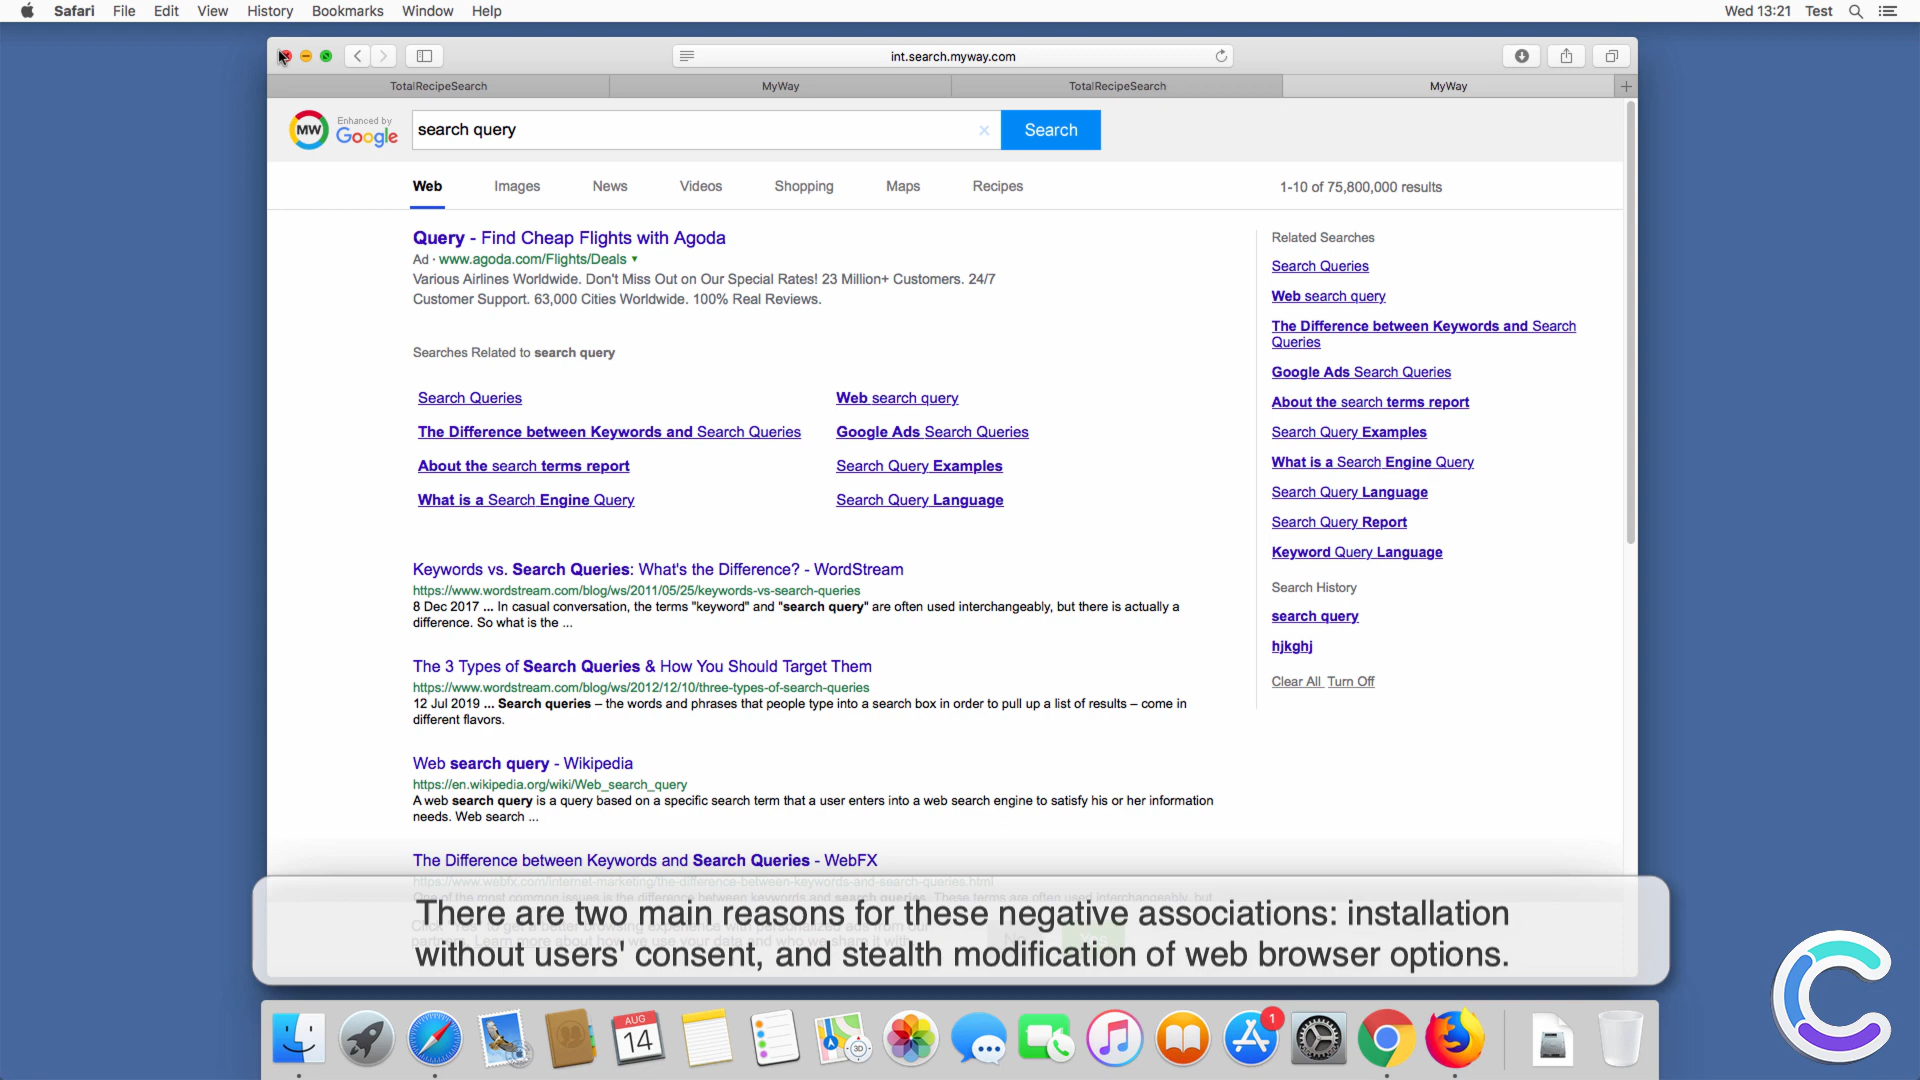 Safari File Edit View History Bookmarks Window Help
Wed 13:21 Test
int.search.myway.com
TotalRecipeSearch
MyWay
TotalRecipeSearch
MyWay
MW
Enhanced by
Google
search query
Search
Web
Images
News
Videos
Shopping
Maps
Recipes
1-10 of 75,800,000 results
Query - Find Cheap Flights with Agoda
Ad · www.agoda.com/Flights/Deals
Various Airlines Worldwide. Don't Miss Out on Our Special Rates! 23 Million+ Customers. 24/7
Customer Support. 63,000 Cities Worldwide. 100% Real Reviews.
Searches Related to search query
Search Queries
Web search query
The Difference between Keywords and Search Queries
Google Ads Search Queries
About the search terms report
Search Query Examples
What is a Search Engine Query
Search Query Language
Keywords vs. Search Queries: What's the Difference? - WordStream
https://www.wordstream.com/blog/ws/2011/05/25/keywords-vs-search-queries
8 Dec 2017 ... In casual conversation, the terms "keyword" and "search query" are often used interchangeably, but there is actually a
difference. So what is the ...
The 3 Types of Search Queries & How You Should Target Them
https://www.wordstream.com/blog/ws/2012/12/10/three-types-of-search-queries
12 Jul 2019 ... Search queries – the words and phrases that people type into a search box in order to pull up a list of results – come in
different flavors.
Web search query - Wikipedia
https://en.wikipedia.org/wiki/Web_search_query
A web search query is a query based on a specific search term that a user enters into a web search engine to satisfy his or her information
needs. Web search ...
The Difference between Keywords and Search Queries - WebFX
https://www.webfx.com/internet-marketing/the-difference-between-keywords-and-search-queries.html
Related Searches
Search Queries
Web search query
The Difference between Keywords and Search
Queries
Google Ads Search Queries
About the search terms report
Search Query Examples
What is a Search Engine Query
Search Query Language
Search Query Report
Keyword Query Language
Search History
search query
hjkghj
Clear All Turn Off
There are two main reasons for these negative associations: installation
without users' consent, and stealth modification of web browser options.
AUG
14
3D
1